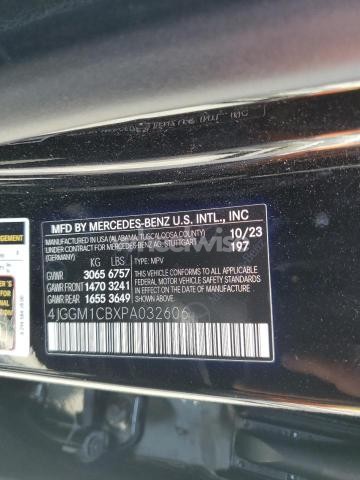 MFD BY MERCEDES-BENZ U.S. INTL., INC
MANUFACTURED IN USA (ALABAMA, TUSCALOOSA COUNTY)
UNDER CONTRACT FOR MERCEDES-BENZ AG, STUTTGART
(GERMANY)
10/23
197
KG LBS
GVWR 3065 6757
GAWR FRONT 1470 3241
GAWR REAR 1655 3649
TYPE: MPV
THIS VEHICLE CONFORMS TO ALL APPLICABLE
FEDERAL MOTOR VEHICLE SAFETY AND THEFT
PREVENTION STANDARDS IN EFFECT ON THE
DATE OF MANUFACTURE SHOWN ABOVE.
4JGGM1CBXPA032606